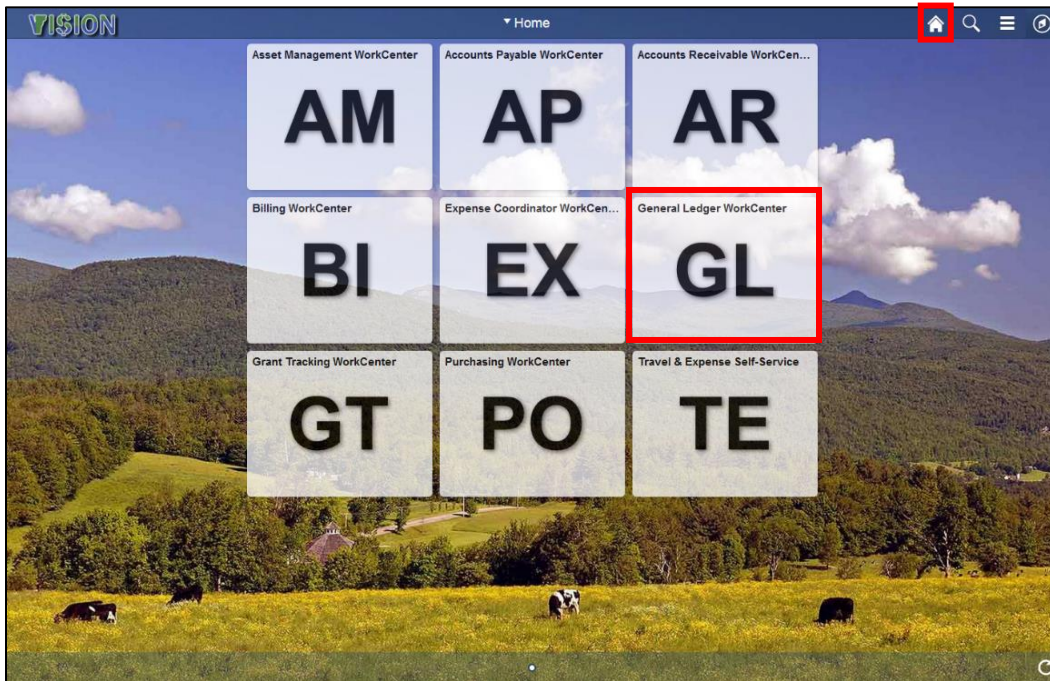 VISION
Home
Asset Management WorkCenter
AM
Accounts Payable WorkCenter
AP
Accounts Receivable WorkCen...
AR
Billing WorkCenter
BI
Expense Coordinator WorkCen...
EX
General Ledger WorkCenter
GL
Grant Tracking WorkCenter
GT
Purchasing WorkCenter
PO
Travel & Expense Self-Service
TE